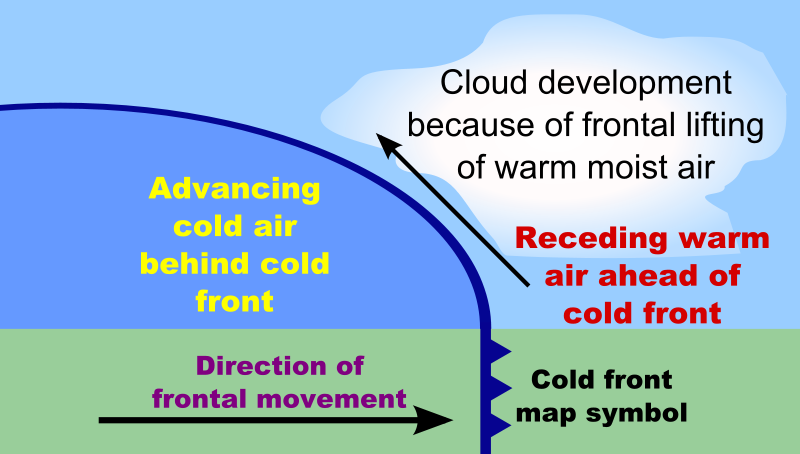 Cloud development
because of frontal lifting
of warm moist air
Advancing
cold air
behind cold
front
Receding warm
air ahead of
cold front
Direction of
frontal movement
Cold front
map symbol